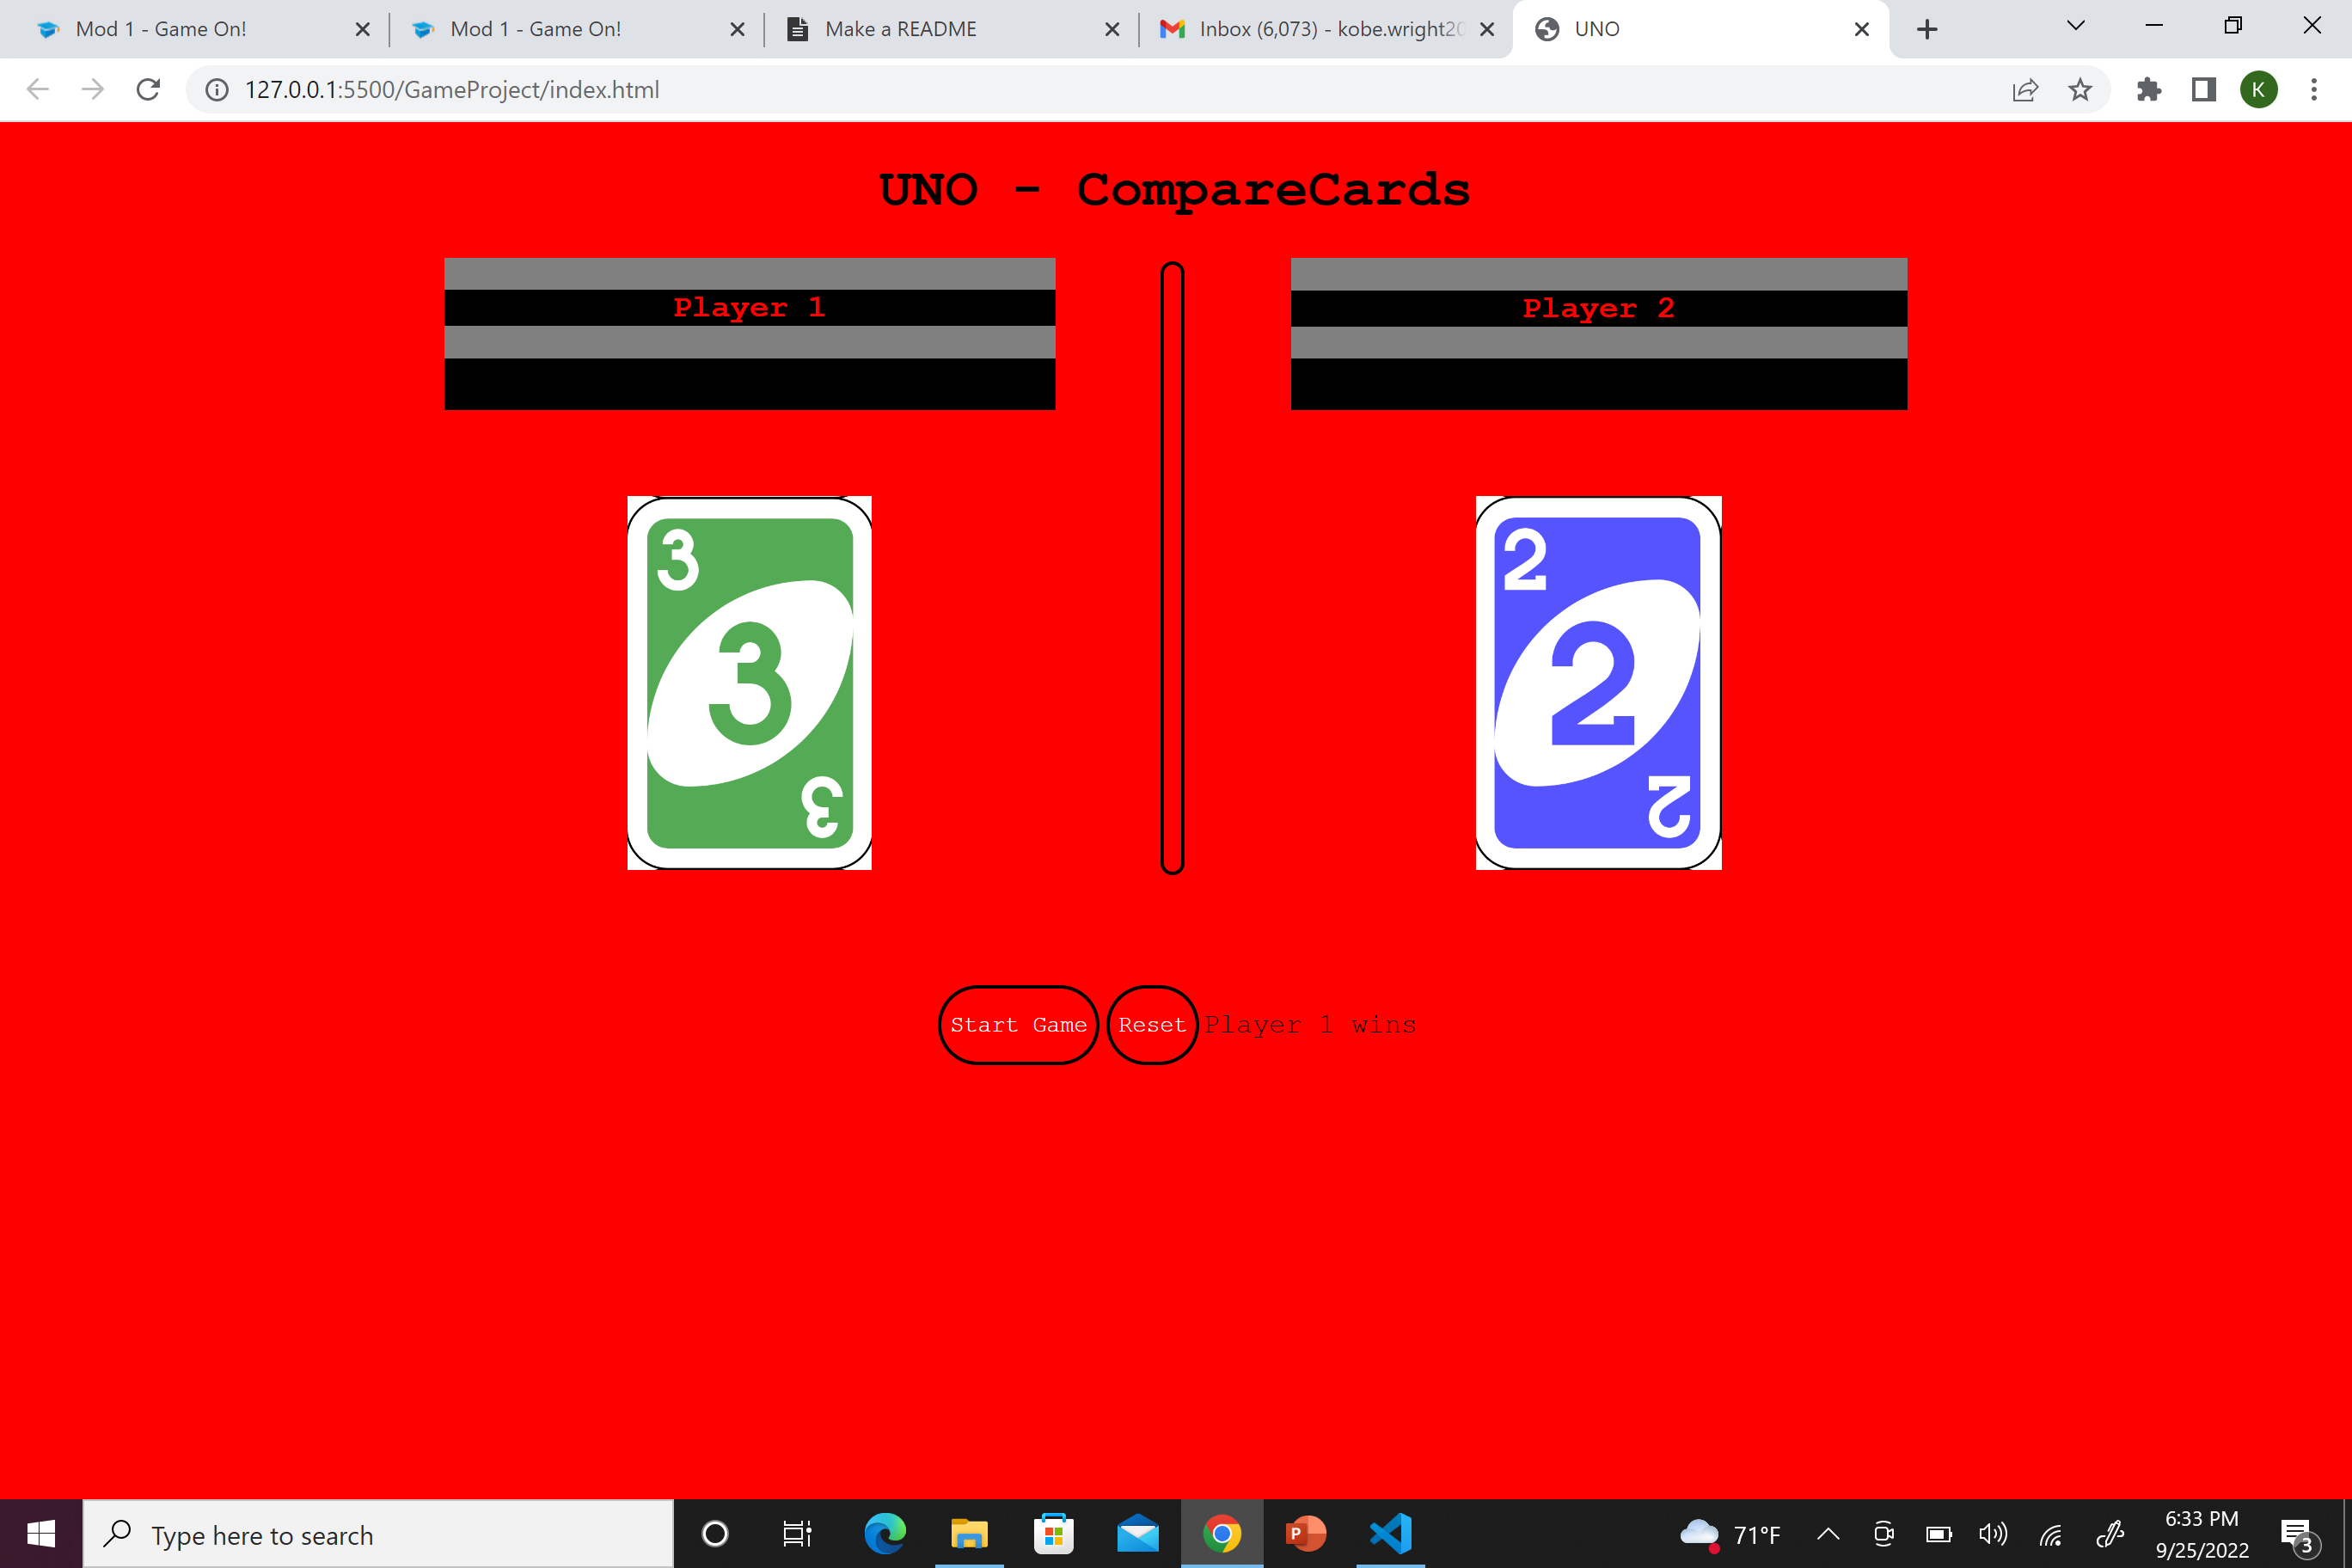 Mod 1 - Game On!
Mod 1 - Game On!
Make a README
Inbox (6,073) - kobe.wright20
UNO
127.0.0.1:5500/GameProject/index.html
K
UNO - CompareCards
Player 1
Player 2
3
3
3
2
2
2
Start Game
Reset
Player 1 wins
Type here to search
P
71°F
6:33 PM
9/25/2022
3